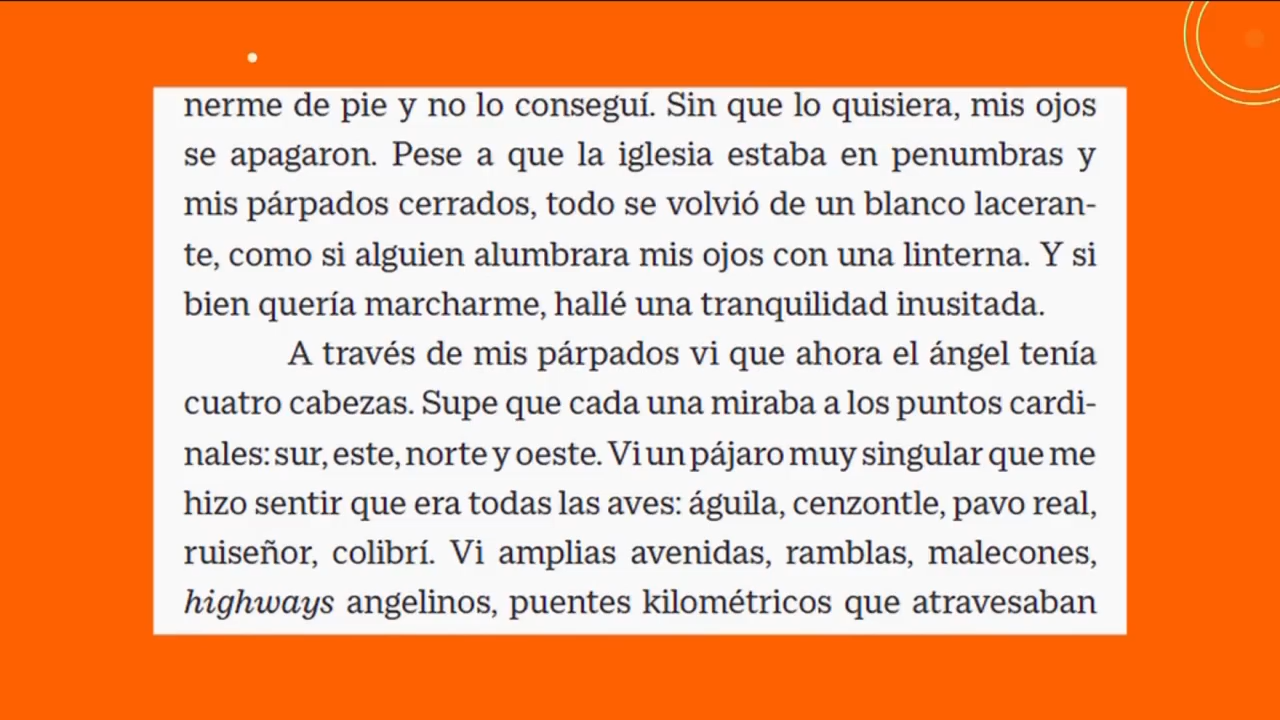 nerme de pie y no lo conseguí. Sin que lo quisiera, mis ojos
se apagaron. Pese a que la iglesia estaba en penumbras y
mis párpados cerrados, todo se volvió de un blanco laceran-
te, como si alguien alumbrara mis ojos con una linterna. Y si
bien quería marcharme, hallé una tranquilidad inusitada.
A través de mis párpados vi que ahora el ángel tenía
cuatro cabezas. Supe que cada una miraba a los puntos cardi-
nales: sur, este, norte y oeste. Vi un pájaro muy singular que me
hizo sentir que era todas las aves: águila, cenzontle, pavo real,
ruiseñor, colibrí. Vi amplias avenidas, ramblas, malecones,
highways angelinos, puentes kilométricos que atravesaban